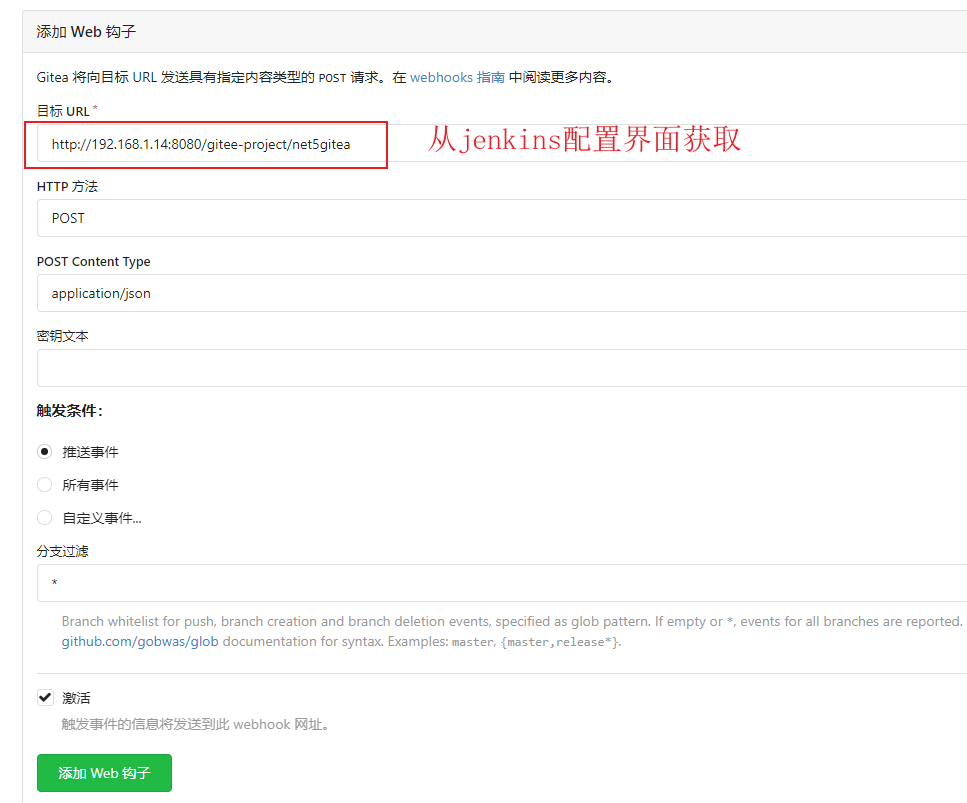 添加 Web 钩子
Gitea 将向目标 URL 发送具有指定内容类型的 POST 请求。在 webhooks 指南 中阅读更多内容。
目标 URL *
http://192.168.1.14:8080/gitee-project/net5gitea
从jenkins配置界面获取
HTTP 方法
POST
POST Content Type
application/json
密钥文本
触发条件：
推送事件
所有事件
自定义事件...
分支过滤
*
Branch whitelist for push, branch creation and branch deletion events, specified as glob pattern. If empty or *, events for all branches are reported.
github.com/gobwas/glob documentation for syntax. Examples: master, {master,release*}.
激活
触发事件的信息将发送到此 webhook 网址。
添加 Web 钩子